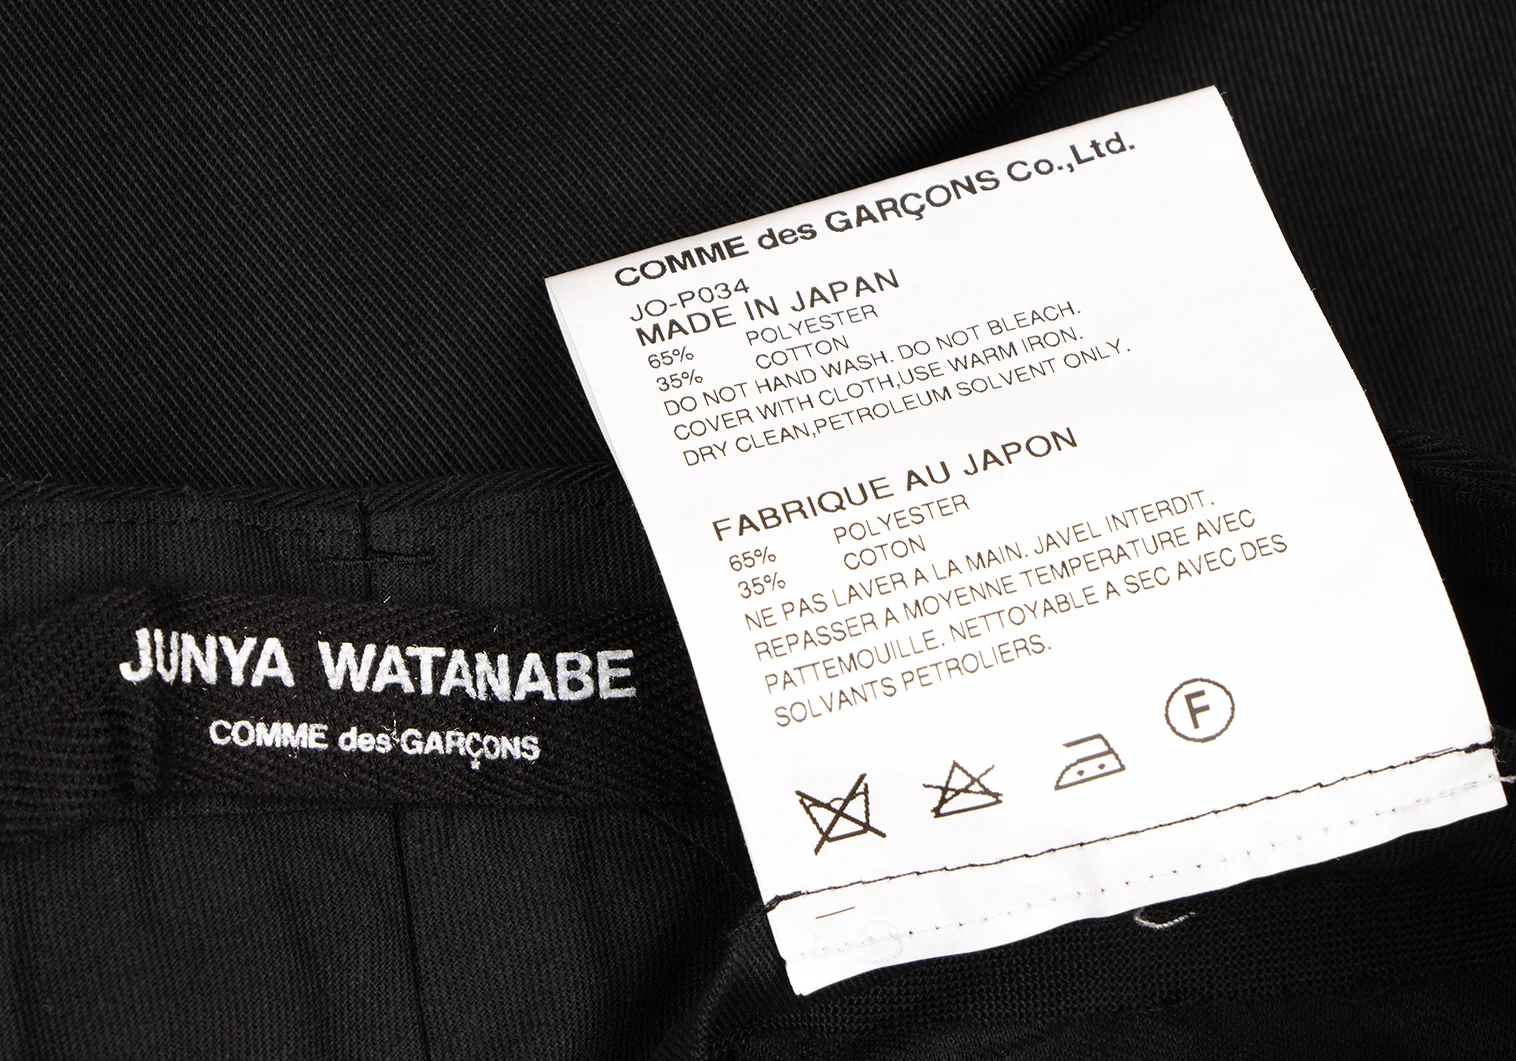 COMME des GARÇONS Co.,Ltd.
JO-P034
MADE IN JAPAN
65% POLYESTER
35% COTTON
DO NOT HAND WASH. DO NOT BLEACH.
COVER WITH CLOTH,USE WARM IRON.
DRY CLEAN,PETROLEUM SOLVENT ONLY.
FABRIQUE AU JAPON
65% POLYESTER
35% COTON
NE PAS LAVER A LA MAIN. JAVEL INTERDIT.
REPASSER A MOYENNE TEMPERATURE AVEC
PATTEMOUILLE. NETTOYABLE A SEC AVEC DES
SOLVANTS PETROLIERS.
F
JUNYA WATANABE
COMME des GARÇONS